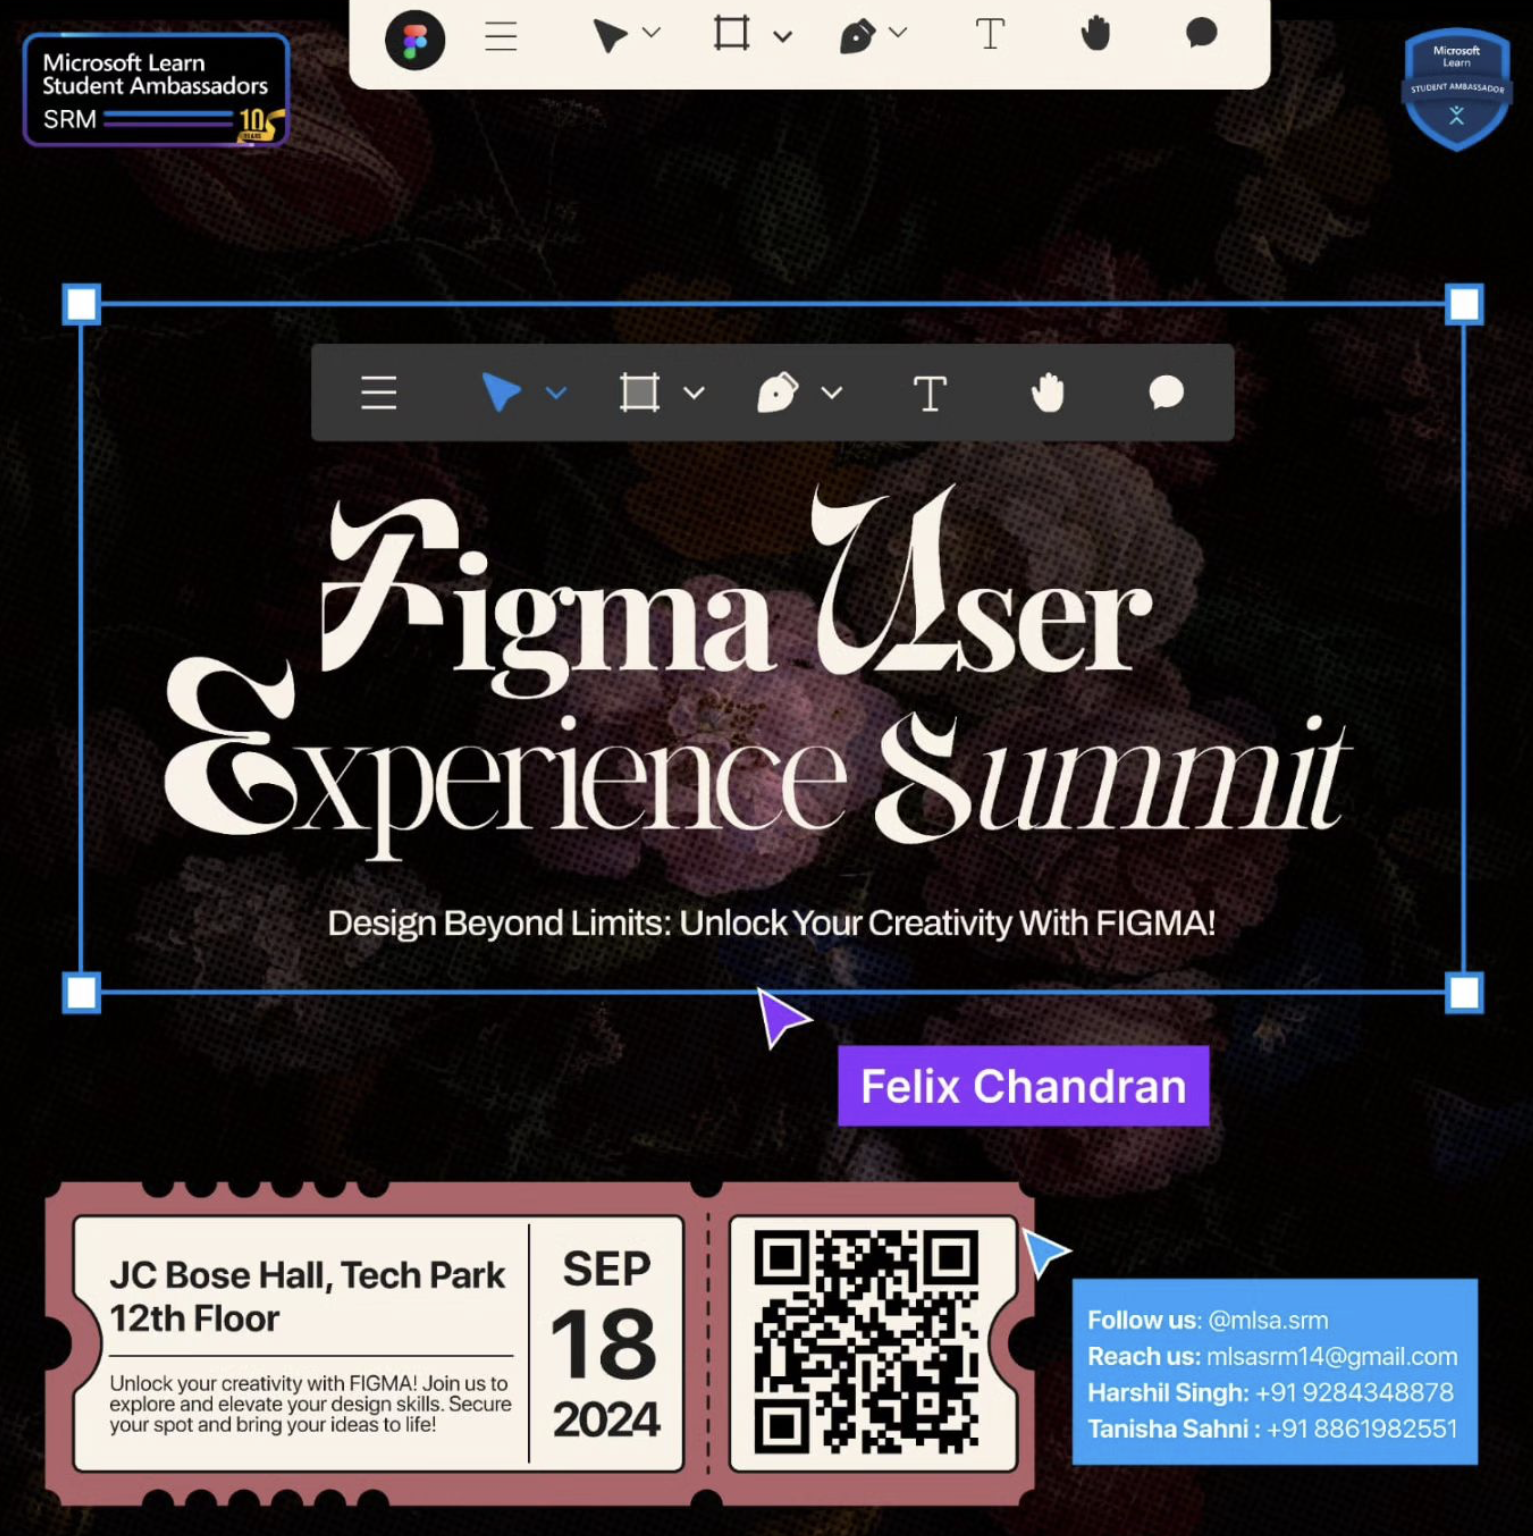 Microsoft Learn
Student Ambassadors
SRM
10
YEARS
Microsoft
Learn
STUDENT AMBASSADOR
T
T
Figma User
Experience Summit
Design Beyond Limits: Unlock Your Creativity With FIGMA!
Felix Chandran
JC Bose Hall, Tech Park
12th Floor
Unlock your creativity with FIGMA! Join us to
explore and elevate your design skills. Secure
your spot and bring your ideas to life!
SEP
18
2024
Follow us: @mlsa.srm
Reach us: mlsasrm14@gmail.com
Harshil Singh: +91 9284348878
Tanisha Sahni : +91 8861982551